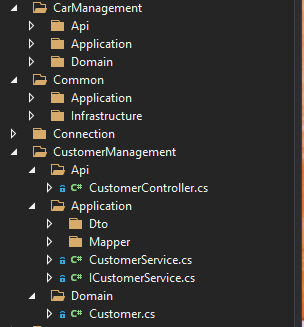 CarManagement
Api
Application
Domain
Common
Application
Infrastructure
Connection
CustomerManagement
Api
C# CustomerController.cs
Application
Dto
Mapper
C# CustomerService.cs
C# ICustomerService.cs
Domain
C# Customer.cs